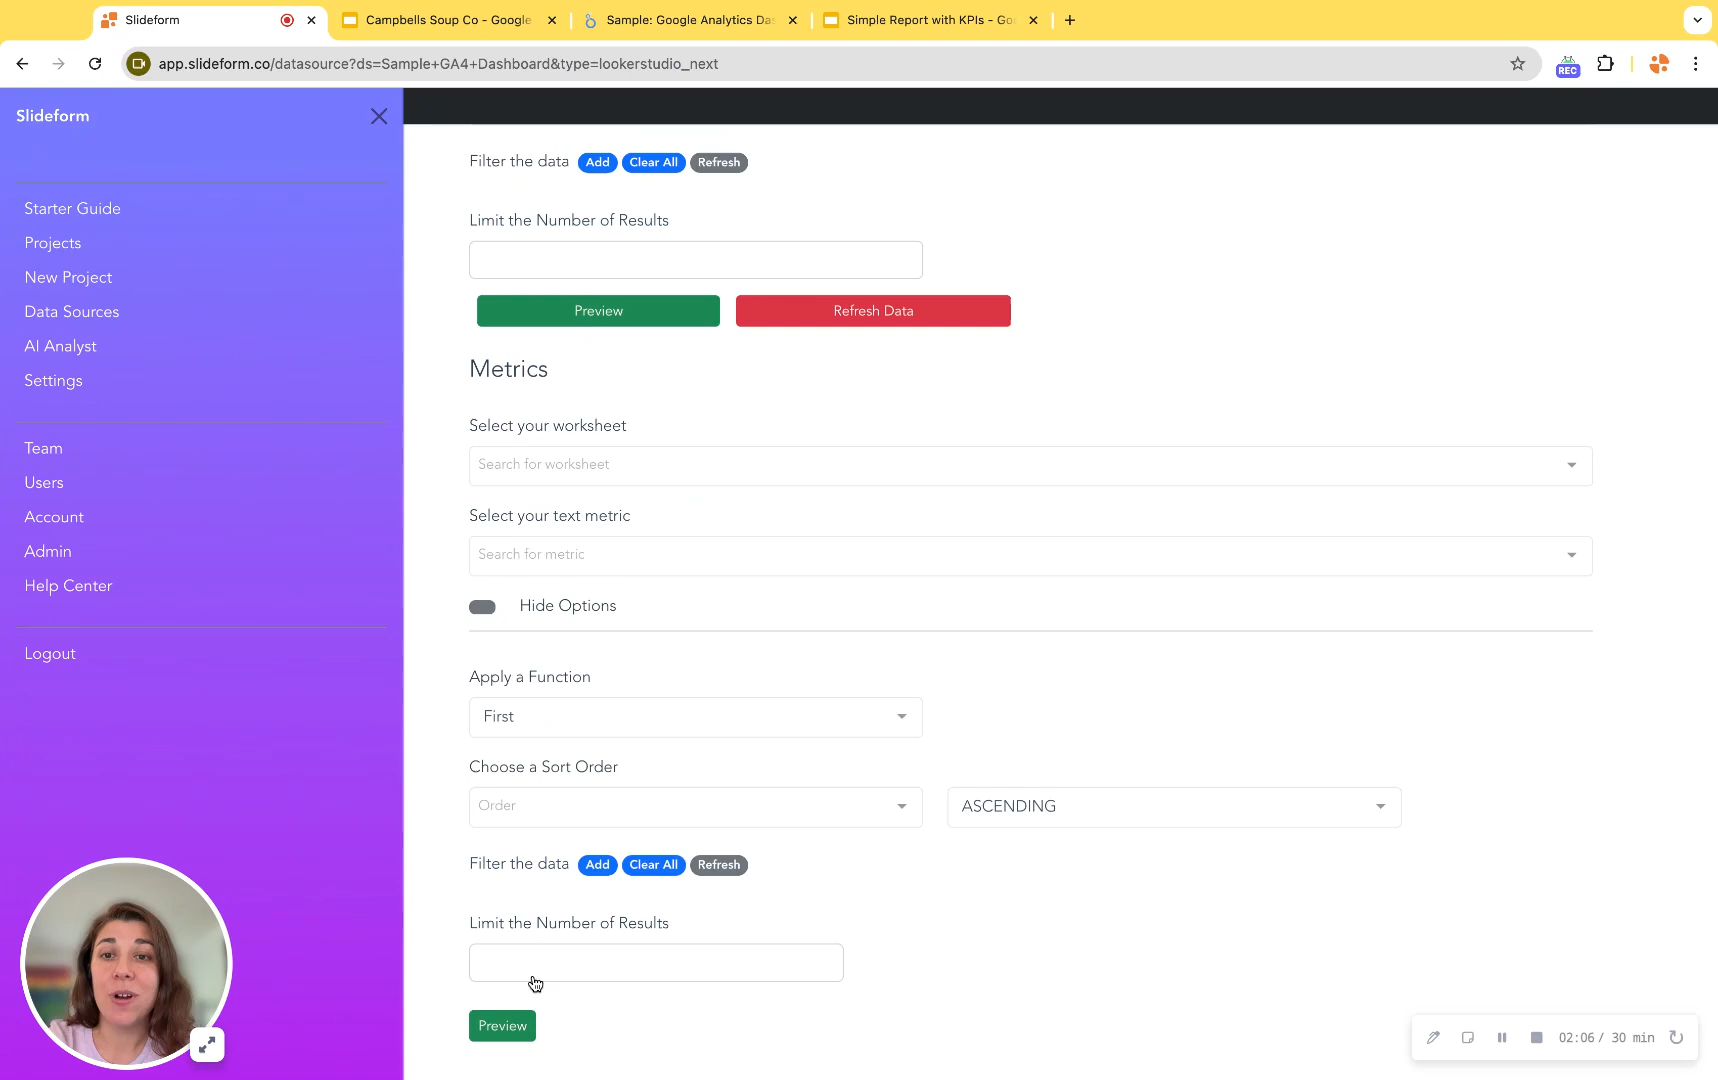 Slideform
Campbells Soup Co - Google
Sample: Google Analytics Das
Simple Report with KPIs - Goo
app.slideform.co/datasource?ds=Sample+GA4+Dashboard&type=lookerstudio_next
REC
Slideform
Starter Guide
Projects
New Project
Data Sources
AI Analyst
Settings
Team
Users
Account
Admin
Help Center
Logout
Filter the data Add Clear All Refresh
Limit the Number of Results
Preview Refresh Data
Metrics
Select your worksheet
Search for worksheet
Select your text metric
Search for metric
Hide Options
Apply a Function
First
Choose a Sort Order
Order ASCENDING
Filter the data Add Clear All Refresh
Limit the Number of Results
Preview
02:06 / 30 min